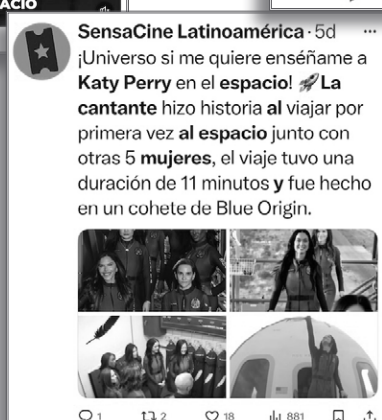 ACIO
SensaCine Latinoamérica · 5d ···
¡Universo si me quiere enséñame a
Katy Perry en el espacio! 🚀La
cantante hizo historia al viajar por
primera vez al espacio junto con
otras 5 mujeres, el viaje tuvo una
duración de 11 minutos y fue hecho
en un cohete de Blue Origin.
1 2 18 881